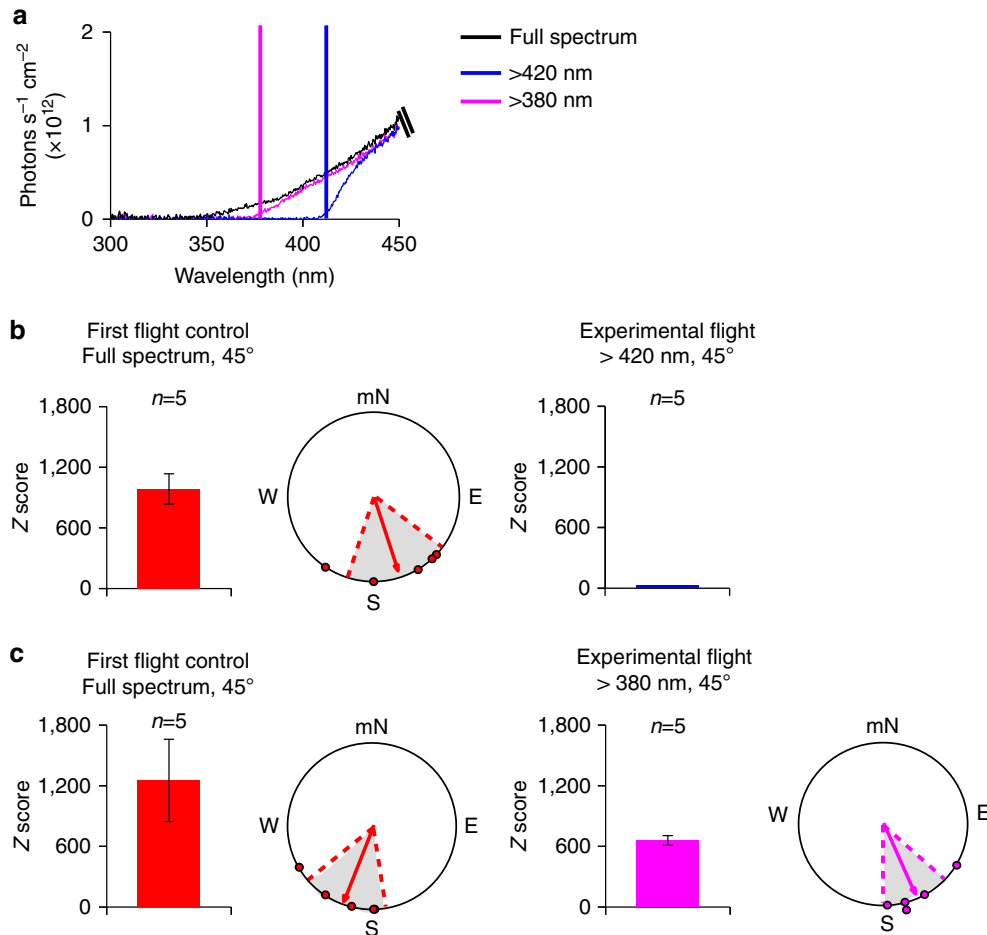 a
Photons s⁻¹ cm⁻²
(×10¹²)
2
1
0
300
350
400
450
Wavelength (nm)
Full spectrum
>420 nm
>380 nm
b
First flight control
Full spectrum, 45°
n=5
Z score
1,800
1,200
600
0
mN
W
E
S
Experimental flight
> 420 nm, 45°
n=5
Z score
1,800
1,200
600
0
c
First flight control
Full spectrum, 45°
n=5
Z score
1,800
1,200
600
0
mN
W
E
S
Experimental flight
> 380 nm, 45°
n=5
Z score
1,800
1,200
600
0
mN
W
E
S